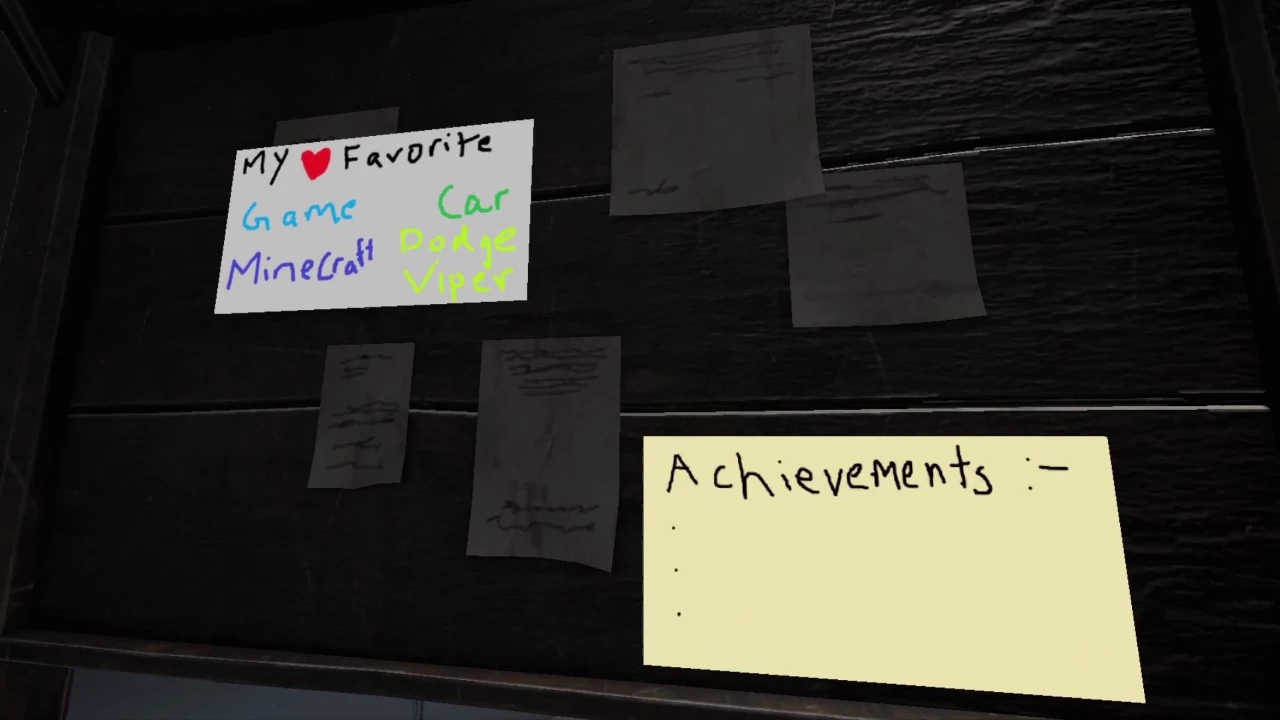 My ❤ Favorite
Game
Minecraft
Car
Dodge
Viper
Achievements :-
.
.
.